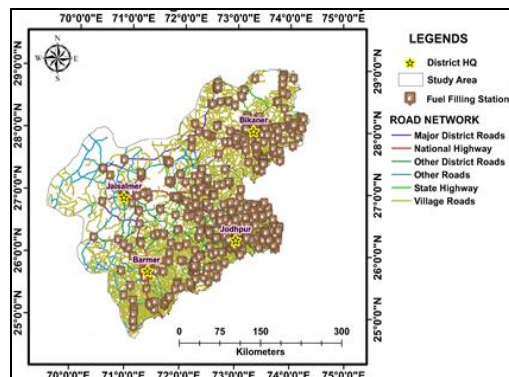 70°0'0"E 71°0'0"E 72°0'0"E 73°0'0"E 74°0'0"E 75°0'0"E
N
W E
S
29°0'0"N 29°0'0"N
28°0'0"N 28°0'0"N
27°0'0"N 27°0'0"N
26°0'0"N 26°0'0"N
25°0'0"N 25°0'0"N
Bikaner
Jaisalmer
Jodhpur
Barmer
0 75 150 300
Kilometers
70°0'0"E 71°0'0"E 72°0'0"E 73°0'0"E 74°0'0"E 75°0'0"E
LEGENDS
District HQ
Study Area
Fuel Filling Station
ROAD NETWORK
Major District Roads
National Highway
Other District Roads
Other Roads
State Highway
Village Roads